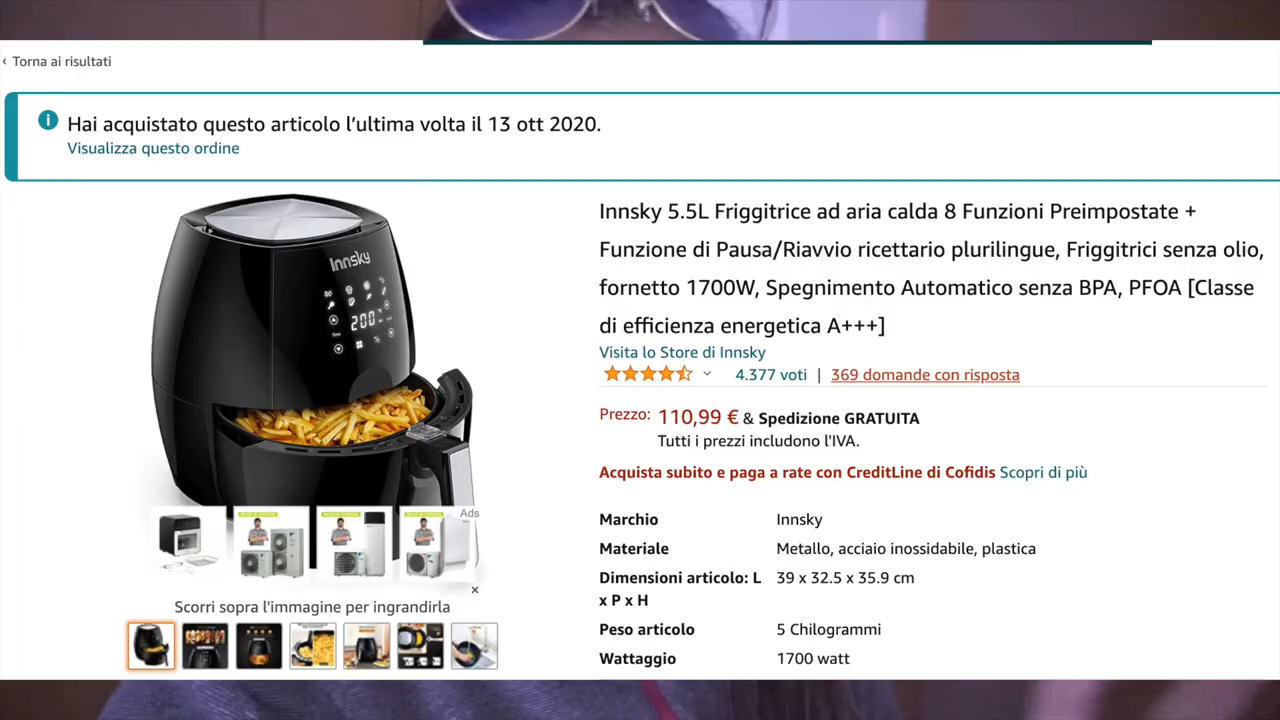 ‹ Torna ai risultati
Hai acquistato questo articolo l'ultima volta il 13 ott 2020.
Visualizza questo ordine
Innsky
200
Innsky 5.5L Friggitrice ad aria calda 8 Funzioni Preimpostate +
Funzione di Pausa/Riavvio ricettario plurilingue, Friggitrici senza olio,
fornetto 1700W, Spegnimento Automatico senza BPA, PFOA [Classe
di efficienza energetica A+++]
Visita lo Store di Innsky
4.377 voti | 369 domande con risposta
Prezzo: 110,99 € & Spedizione GRATUITA
Tutti i prezzi includono l'IVA.
Acquista subito e paga a rate con CreditLine di Cofidis Scopri di più
Marchio Innsky
Materiale Metallo, acciaio inossidabile, plastica
Dimensioni articolo: L 39 x 32.5 x 35.9 cm
x P x H
Peso articolo 5 Chilogrammi
Wattaggio 1700 watt
Ads
Scorri sopra l'immagine per ingrandirla